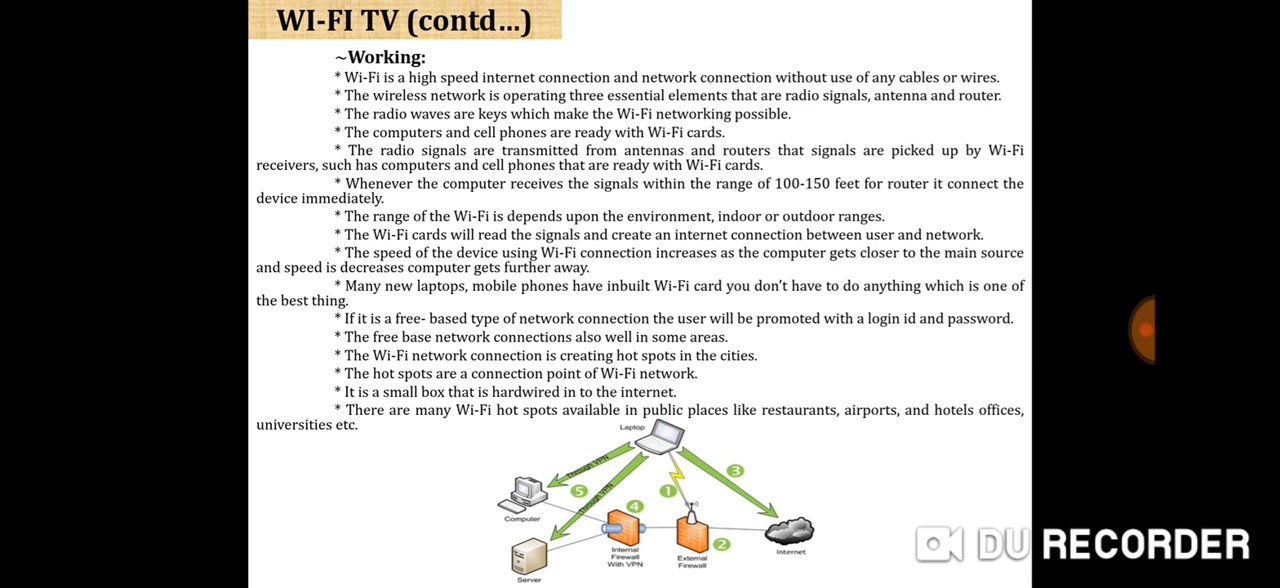 WI-FI TV (contd...)
~Working:
* Wi-Fi is a high speed internet connection and network connection without use of any cables or wires.
* The wireless network is operating three essential elements that are radio signals, antenna and router.
* The radio waves are keys which make the Wi-Fi networking possible.
* The computers and cell phones are ready with Wi-Fi cards.
* The radio signals are transmitted from antennas and routers that signals are picked up by Wi-Fi
receivers, such has computers and cell phones that are ready with Wi-Fi cards.
* Whenever the computer receives the signals within the range of 100-150 feet for router it connect the
device immediately.
* The range of the Wi-Fi is depends upon the environment, indoor or outdoor ranges.
* The Wi-Fi cards will read the signals and create an internet connection between user and network.
* The speed of the device using Wi-Fi connection increases as the computer gets closer to the main source
and speed is decreases computer gets further away.
* Many new laptops, mobile phones have inbuilt Wi-Fi card you don't have to do anything which is one of
the best thing.
* If it is a free- based type of network connection the user will be promoted with a login id and password.
* The free base network connections also well in some areas.
* The Wi-Fi network connection is creating hot spots in the cities.
* The hot spots are a connection point of Wi-Fi network.
* It is a small box that is hardwired in to the internet.
* There are many Wi-Fi hot spots available in public places like restaurants, airports, and hotels offices,
universities etc.
Laptop
Through VPN
3
5
Through VPN
1
4
Computer
2
Internal
Firewall
With VPN
External
Firewall
Internet
Server
DU RECORDER